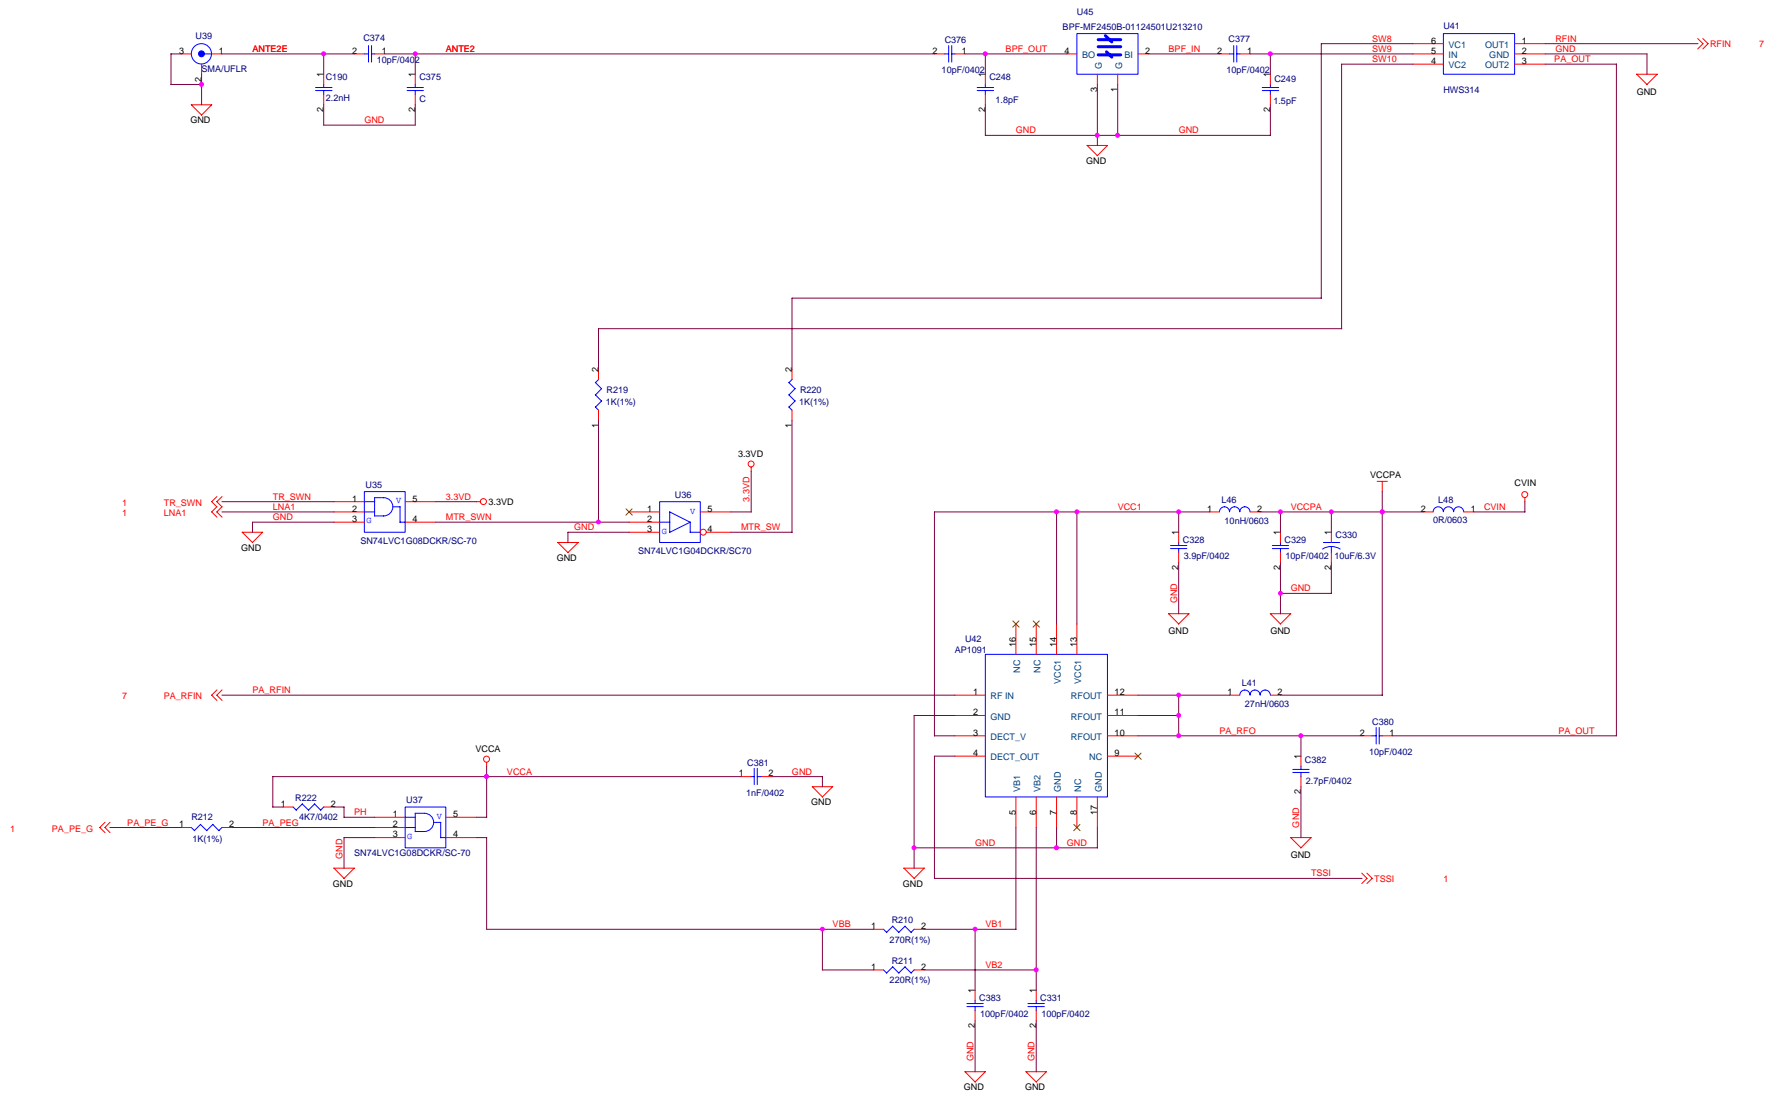 U39
3
1
2
SMA/UFLR
GND
ANTE2E
C374
2
1
10pF/0402
ANTE2
1
C190
2.2nH
2
1
C375
C
2
GND
C376
2
1
10pF/0402
BPF_OUT
U45
BPF-MF2450B-01124501U213210
4
BO
BI
2
G
G
3
1
BPF_IN
C377
2
1
10pF/0402
1
C248
1.8pF
2
1
C249
1.5pF
2
GND
GND
GND
U41
SW8
6
VC1
OUT1
1
RFIN
RFIN
7
SW9
5
IN
GND
2
GND
SW10
4
VC2
OUT2
3
PA_OUT
HWS314
GND
2
R219
1K(1%)
1
2
R220
1K(1%)
1
3.3VD
3.3VD
U35
1
TR_SWN
TR_SWN
1
V
5
3.3VD
3.3VD
1
LNA1
LNA1
2
GND
3
G
4
MTR_SWN
GND
SN74LVC1G08DCKR/SC-70
U36
1
V
5
2
GND
3
G
4
MTR_SW
GND
SN74LVC1G04DCKR/SC70
VCCPA
CVIN
VCC1
L46
1
2
10nH/0603
VCCPA
L48
2
1
CVIN
0R/0603
1
C328
3.9pF/0402
2
GND
GND
1
C329
10pF/0402
2
1
C330
10uF/6.3V
2
GND
GND
U42
AP1091
16
15
14
13
NC
NC
VCC1
VCC1
7
PA_RFIN
PA_RFIN
1
RF IN
RFOUT
12
2
GND
RFOUT
11
3
DECT_V
RFOUT
10
4
DECT_OUT
NC
9
VB1
VB2
GND
NC
GND
5
6
7
8
17
L41
1
2
27nH/0603
PA_RFO
C380
2
1
10pF/0402
PA_OUT
1
C382
2.7pF/0402
2
GND
GND
GND
GND
GND
TSSI
TSSI
1
VCCA
VCCA
C381
1
2
1nF/0402
GND
GND
R222
1
2
4K7/0402
PH
U37
1
V
5
1
PA_PE_G
PA_PE_G
R212
1
2
1K(1%)
PA_PEG
2
3
G
4
GND
GND
SN74LVC1G08DCKR/SC-70
VBB
R210
1
2
270R(1%)
VB1
R211
1
2
220R(1%)
VB2
1
C383
100pF/0402
2
GND
GND
1
C331
100pF/0402
2
GND
GND